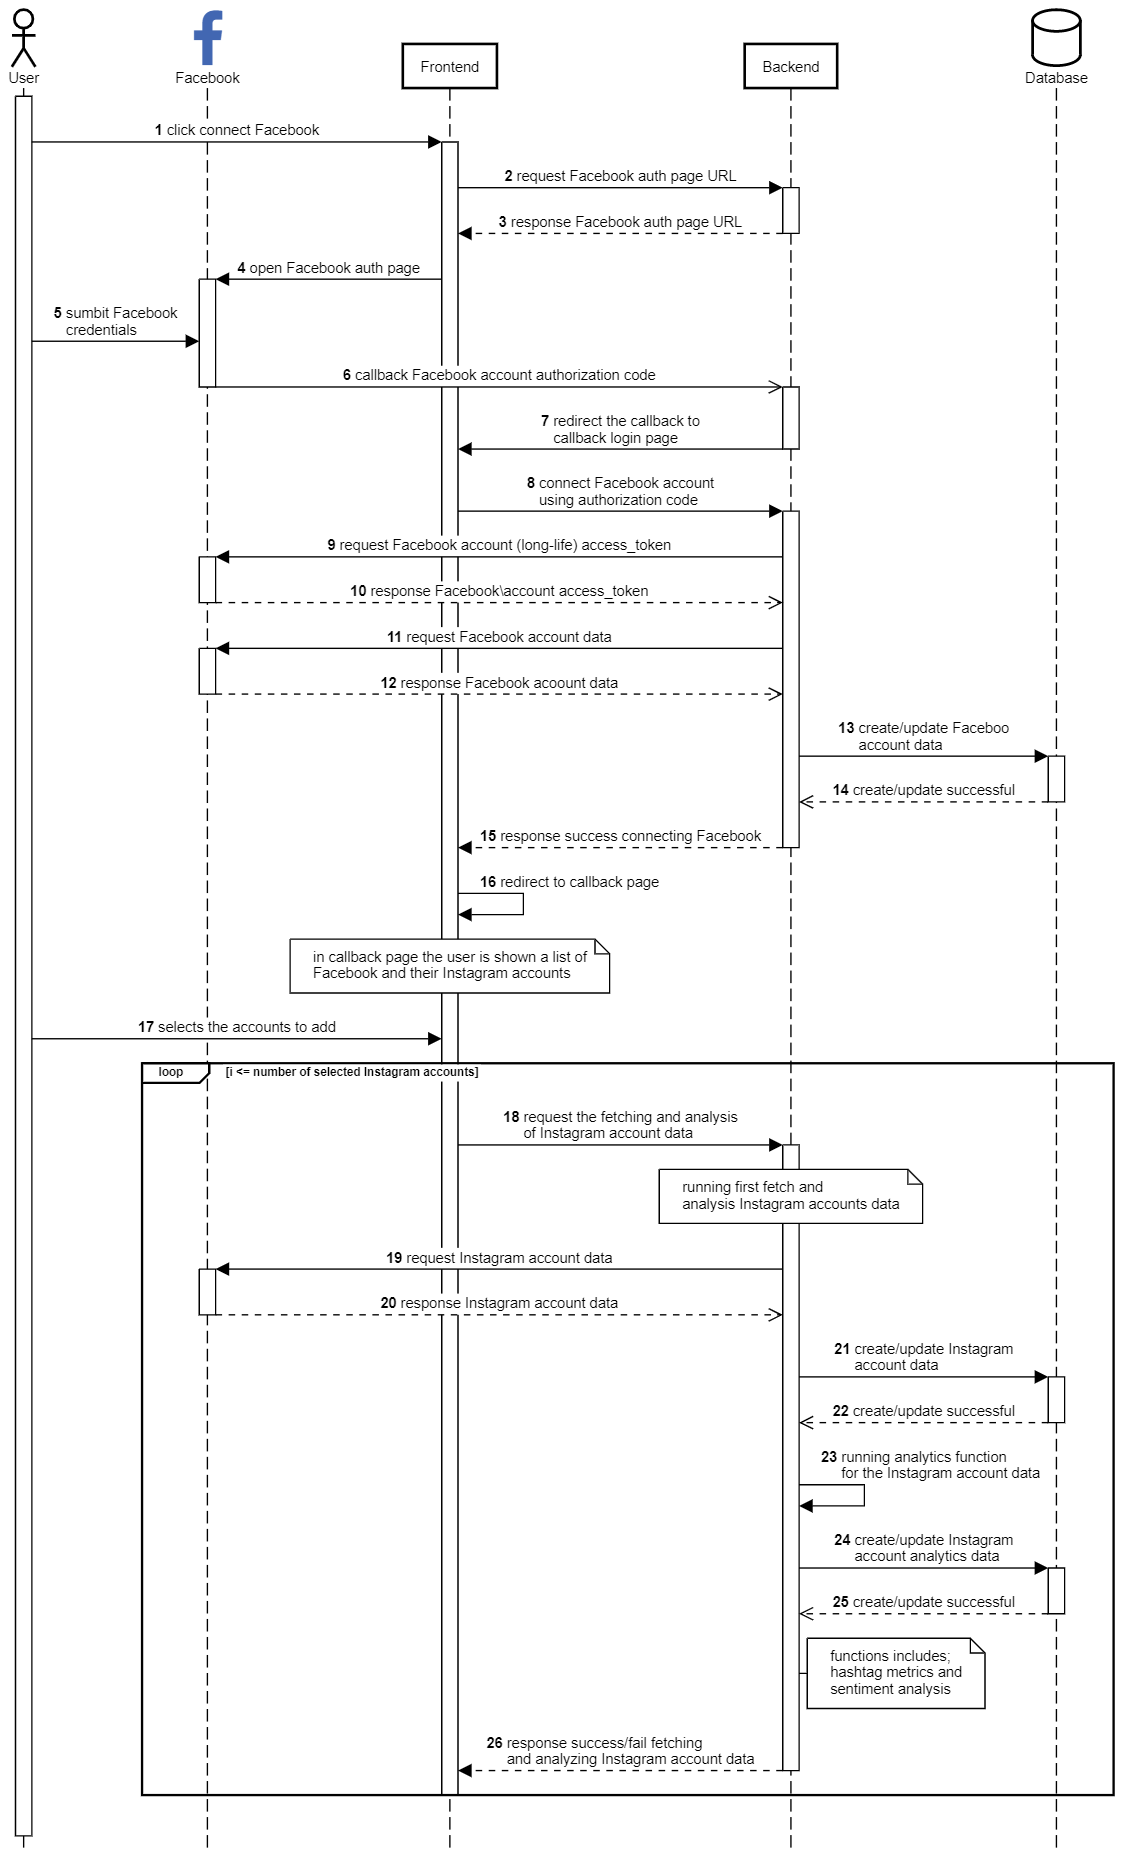 User
Facebook
Frontend
Backend
Database
1 click connect Facebook
2 request Facebook auth page URL
3 response Facebook auth page URL
4 open Facebook auth page
5 sumbit Facebook
credentials
6 callback Facebook account authorization code
7 redirect the callback to
callback login page
8 connect Facebook account
using authorization code
9 request Facebook account (long-life) access_token
10 response Facebook\account access_token
11 request Facebook account data
12 response Facebook acoount data
13 create/update Faceboo
account data
14 create/update successful
15 response success connecting Facebook
16 redirect to callback page
in callback page the user is shown a list of
Facebook and their Instagram accounts
17 selects the accounts to add
loop
[i <= number of selected Instagram accounts]
18 request the fetching and analysis
of Instagram account data
running first fetch and
analysis Instagram accounts data
19 request Instagram account data
20 response Instagram account data
21 create/update Instagram
account data
22 create/update successful
23 running analytics function
for the Instagram account data
24 create/update Instagram
account analytics data
25 create/update successful
functions includes;
hashtag metrics and
sentiment analysis
26 response success/fail fetching
and analyzing Instagram account data